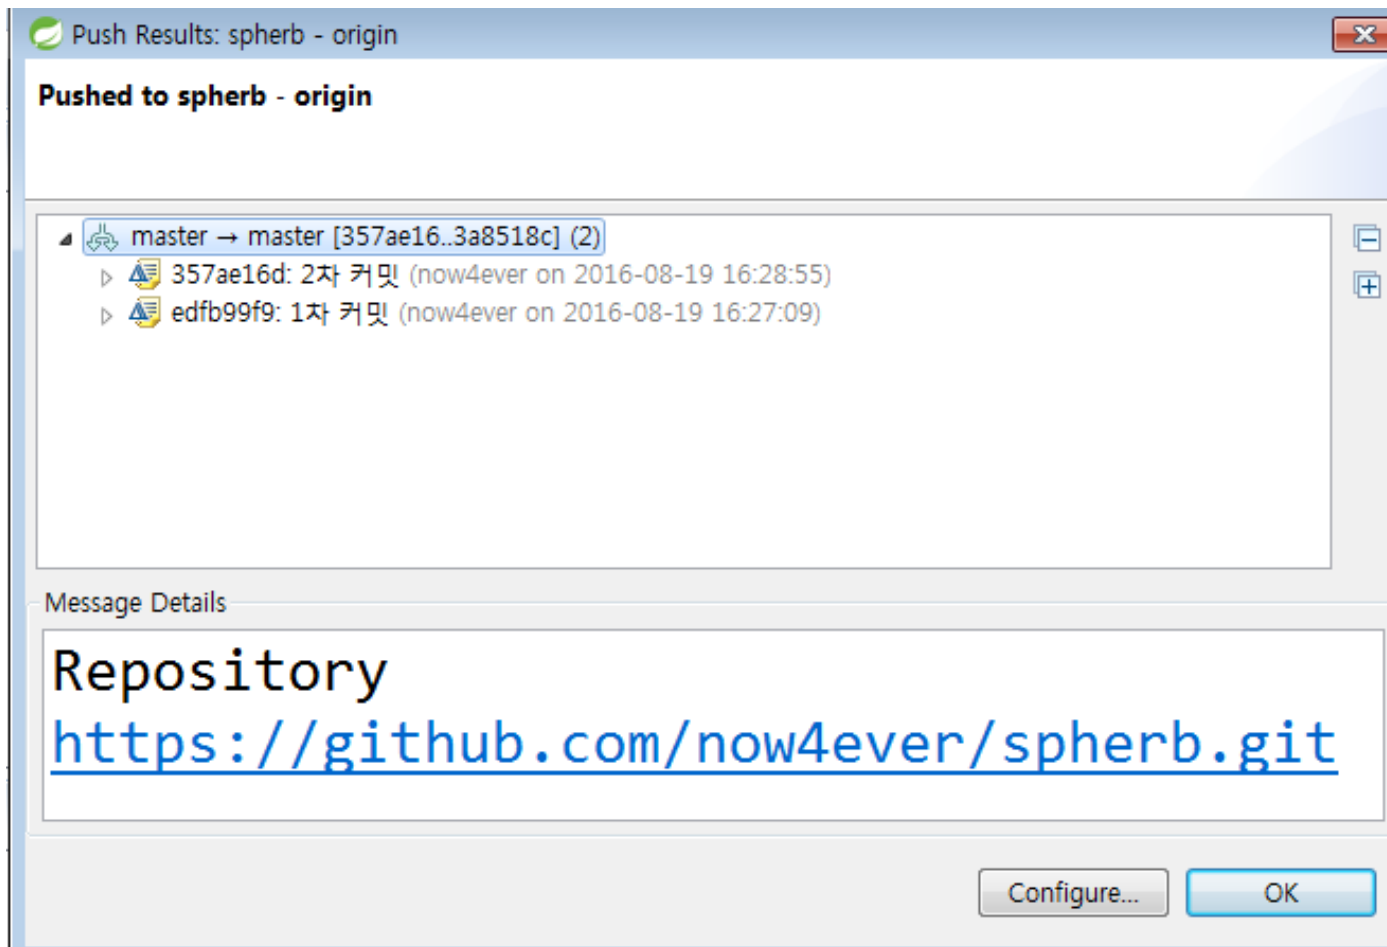 Push Results: spherb - origin
Pushed to spherb - origin
master → master [357ae16..3a8518c] (2)
357ae16d: 2차 커밋 (now4ever on 2016-08-19 16:28:55)
edfb99f9: 1차 커밋 (now4ever on 2016-08-19 16:27:09)
Message Details
Repository
https://github.com/now4ever/spherb.git
Configure... OK